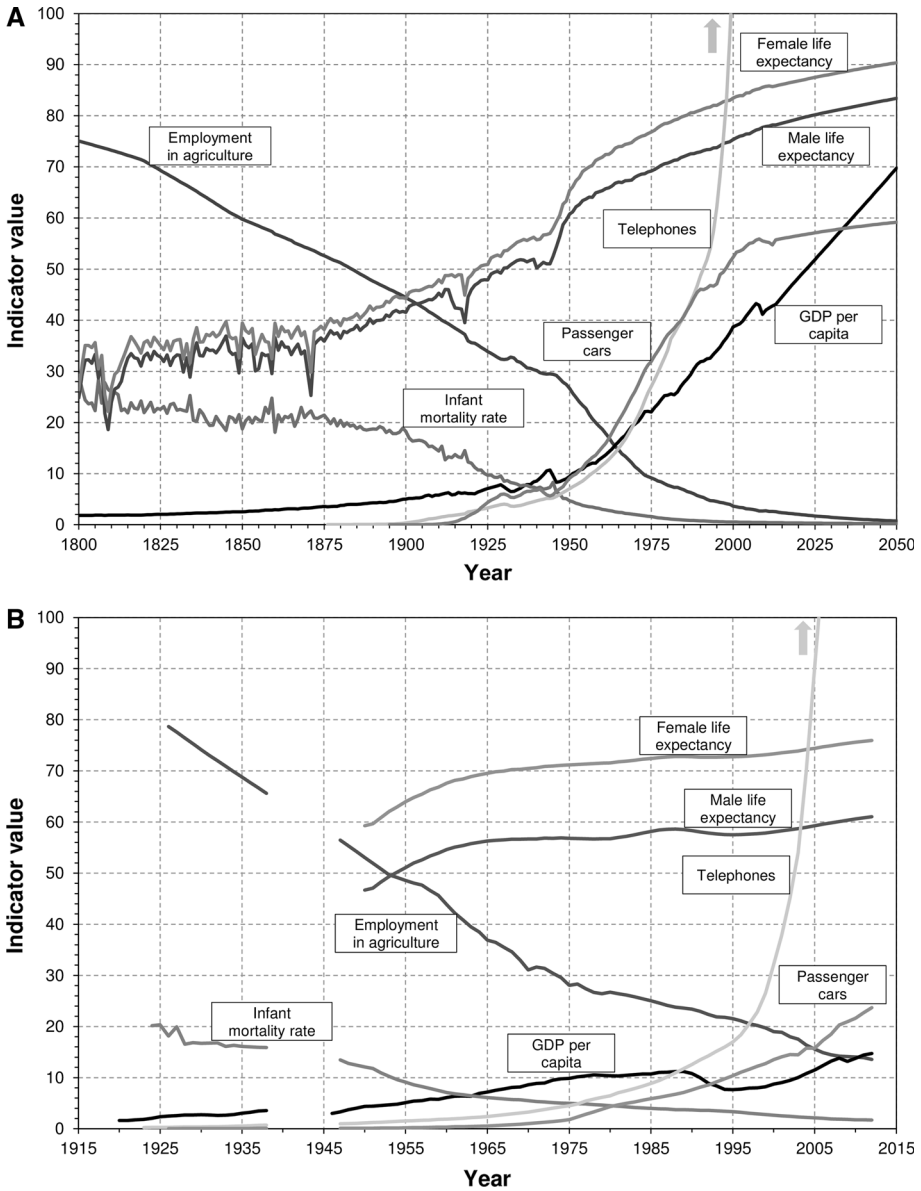 A
100
90
80
70
60
50
40
30
20
10
0
Indicator value
Female life
expectancy
Employment
in agriculture
Male life
expectancy
Telephones
Passenger
cars
GDP per
capita
Infant
mortality rate
1800 1825 1850 1875 1900 1925 1950 1975 2000 2025 2050
Year
B
100
90
80
70
60
50
40
30
20
10
0
Indicator value
Female life
expectancy
Male life
expectancy
Telephones
Employment
in agriculture
Passenger
cars
Infant
mortality rate
GDP per
capita
1915 1925 1935 1945 1955 1965 1975 1985 1995 2005 2015
Year